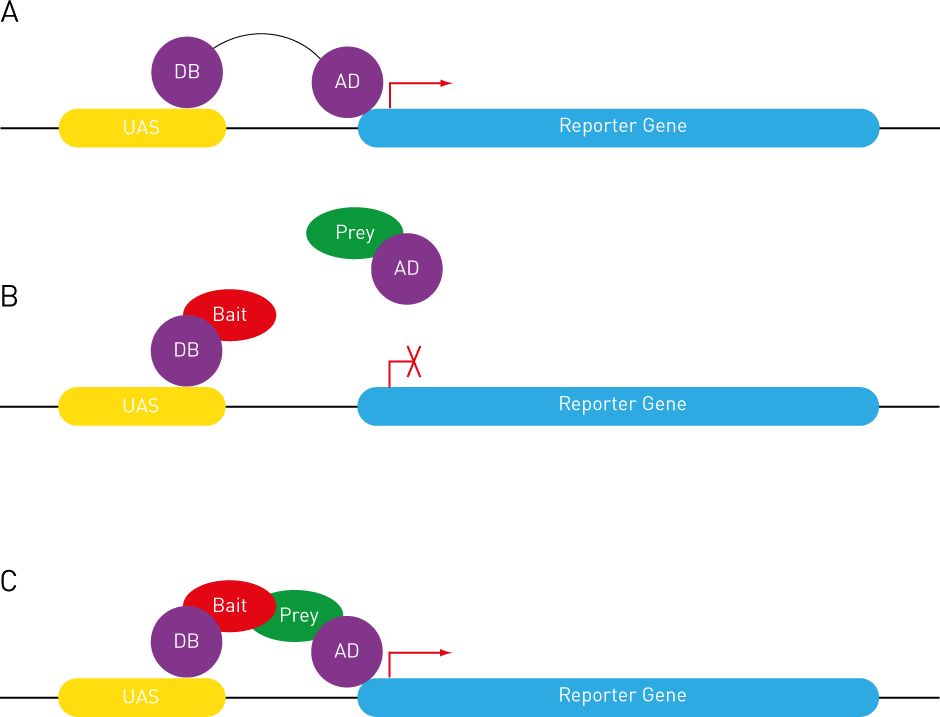 A
DB
AD
UAS
Reporter Gene
Prey
AD
B
Bait
DB
UAS
Reporter Gene
C
Bait
Prey
DB
AD
UAS
Reporter Gene